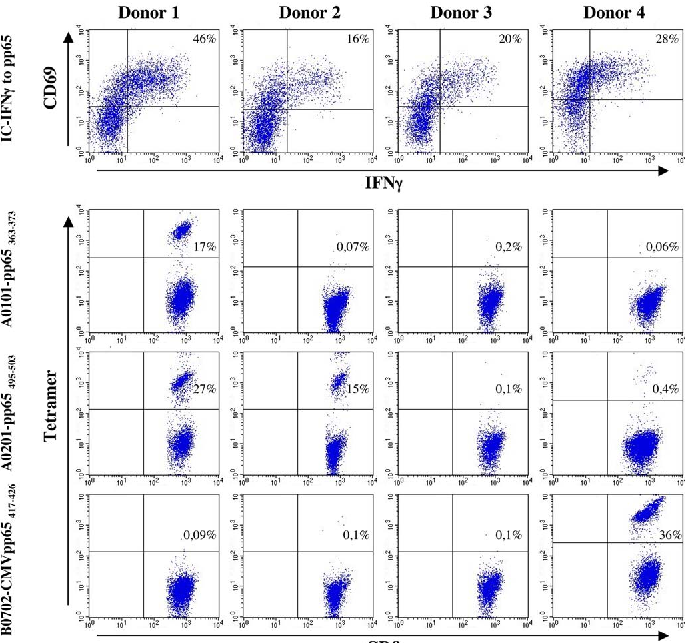 Donor 1 Donor 2 Donor 3 Donor 4
IC-IFNγ to pp65
CD69
46% 16% 20% 28%
IFNγ
Tetramer
A0101-pp65 363-373
17% 0,07% 0,2% 0,06%
A0201-pp65 495-503
27% 15% 0,1% 0,4%
B0702-CMVpp65 417-426
0,09% 0,1% 0,1% 36%